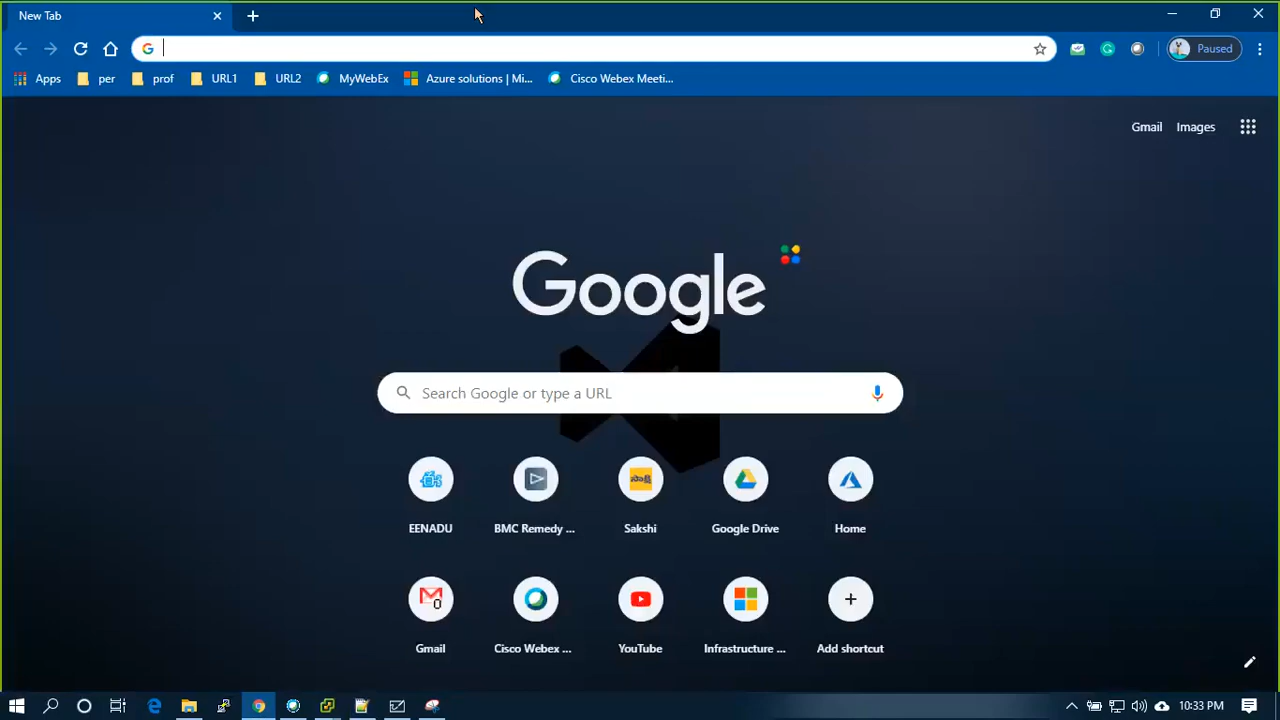 New Tab
Paused
Apps per prof URL1 URL2 MyWebEx Azure solutions | Mi... Cisco Webex Meeti...
Gmail Images
Google
Search Google or type a URL
EENADU BMC Remedy ... Sakshi Google Drive Home
Gmail Cisco Webex ... YouTube Infrastructure ... Add shortcut
10:33 PM